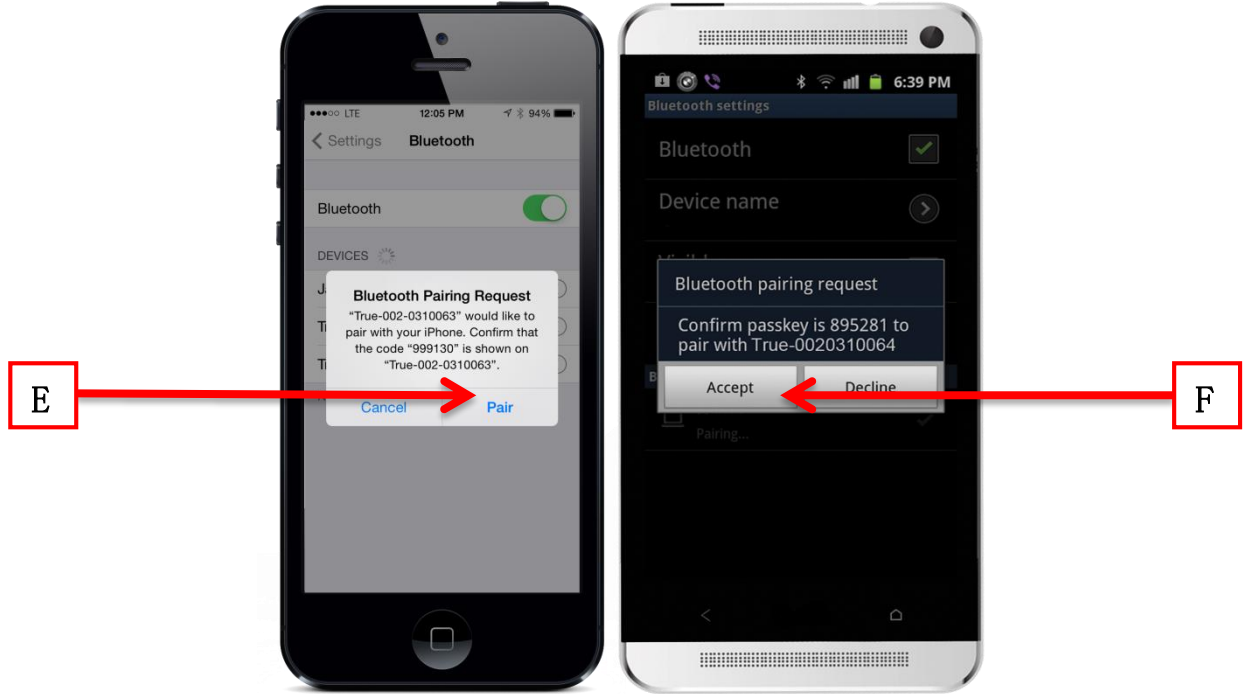 LTE 12:05 PM 94%
Settings Bluetooth
Bluetooth
DEVICES
Bluetooth Pairing Request
“True-002-0310063” would like to
pair with your iPhone. Confirm that
the code “999130” is shown on
“True-002-0310063”.
Cancel Pair
E
6:39 PM
Bluetooth settings
Bluetooth
Device name
Bluetooth pairing request
Confirm passkey is 895281 to
pair with True-0020310064
Accept Decline
Pairing...
F